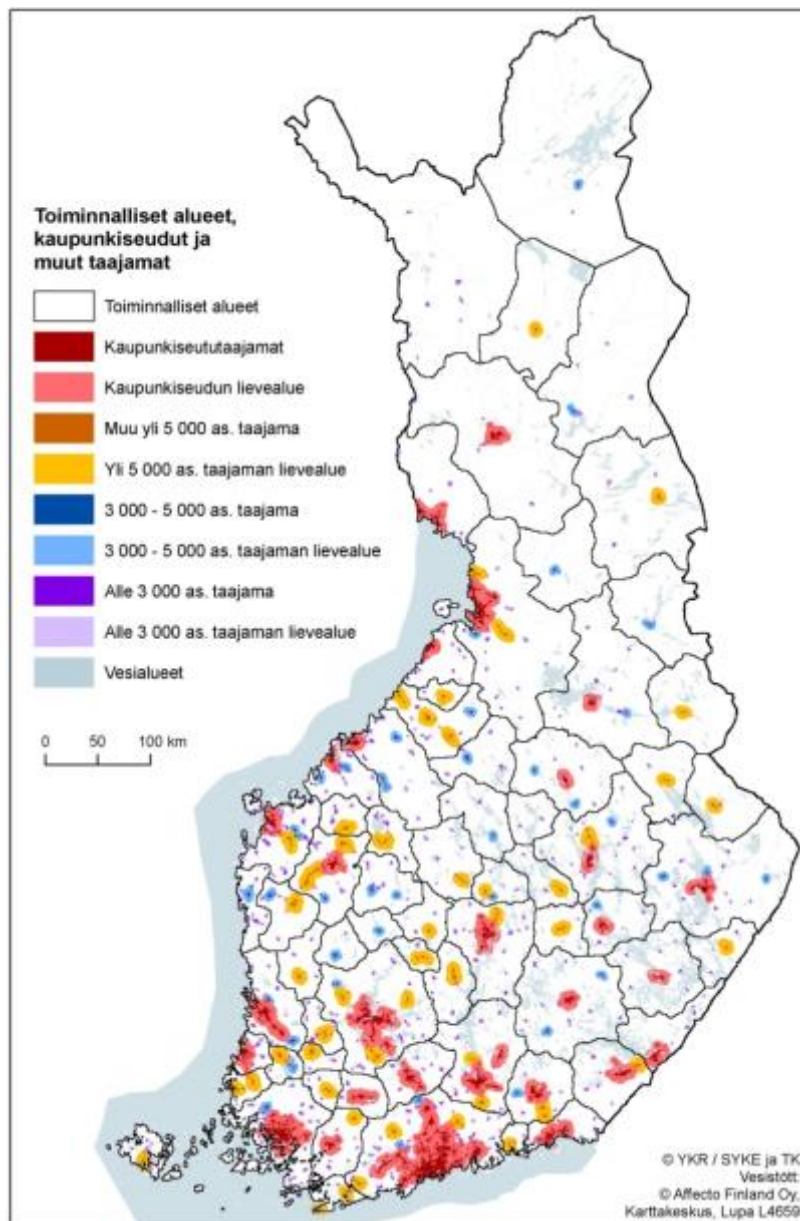 Toiminnalliset alueet,
kaupunkiseudut ja
muut taajamat
Toiminnalliset alueet
Kaupunkiseututaajamat
Kaupunkiseudun lievealue
Muu yli 5 000 as. taajama
Yli 5 000 as. taajaman lievealue
3 000 - 5 000 as. taajama
3 000 - 5 000 as. taajaman lievealue
Alle 3 000 as. taajama
Alle 3 000 as. taajaman lievealue
Vesialueet
0 50 100 km
© YKR / SYKE ja TK
Vesistöt:
© Affecto Finland Oy,
Karttakeskus, Lupa L4659